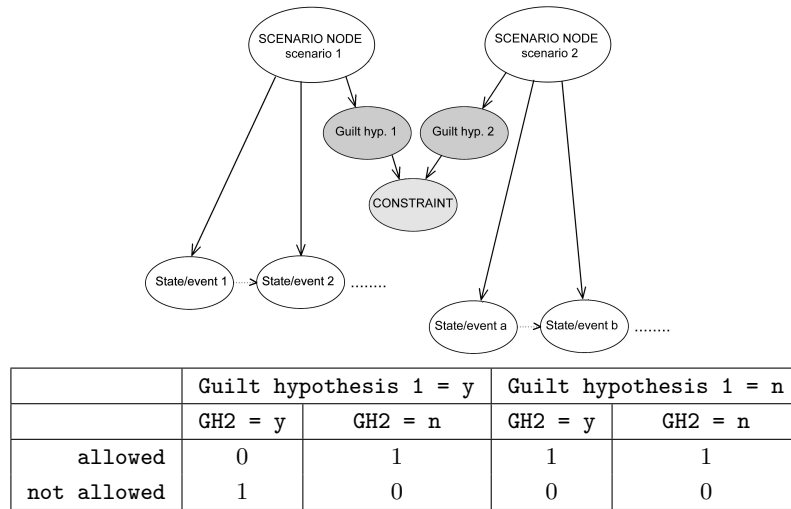 SCENARIO NODE
scenario 1
SCENARIO NODE
scenario 2
Guilt hyp. 1
Guilt hyp. 2
CONSTRAINT
State/event 1
State/event 2
........
State/event a
State/event b
........
Guilt hypothesis 1 = y Guilt hypothesis 1 = n
GH2 = y GH2 = n GH2 = y GH2 = n
allowed 0 1 1 1
not allowed 1 0 0 0